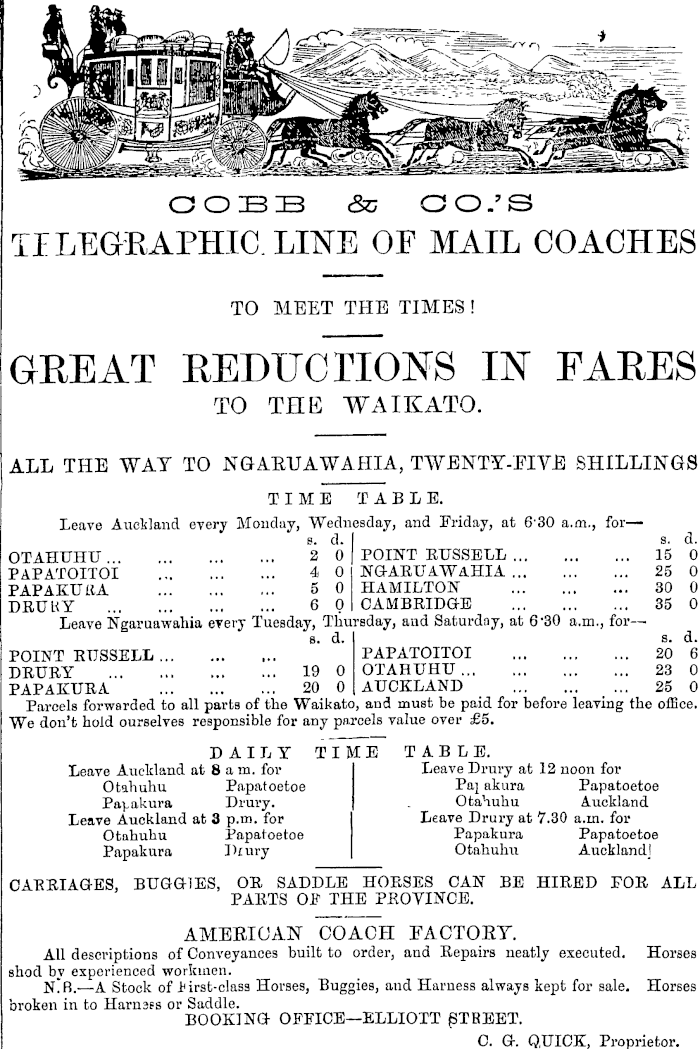 COBB & CO.'S
TELEGRAPHIC LINE OF MAIL COACHES
TO MEET THE TIMES!
GREAT REDUCTIONS IN FARES
TO THE WAIKATO.
ALL THE WAY TO NGARUAWAHIA, TWENTY-FIVE SHILLINGS
TIME TABLE.
Leave Auckland every Monday, Wednesday, and Friday, at 6·30 a.m., for—
s. d.
OTAHUHU ... ... ... ... 2 0
PAPATOITOI ... ... ... 4 0
PAPAKURA ... ... ... 5 0
DRURY ... ... ... ... 6 0
s. d.
POINT RUSSELL ... ... ... 15 0
NGARUAWAHIA ... ... ... 25 0
HAMILTON ... ... ... 30 0
CAMBRIDGE ... ... ... 35 0
Leave Ngaruawahia every Tuesday, Thursday, and Saturday, at 6·30 a.m., for—
s. d.
POINT RUSSELL ... ... ...
DRURY ... ... ... ... 19 0
PAPAKURA ... ... ... 20 0
s. d.
PAPATOITOI ... ... ... 20 6
OTAHUHU ... ... ... ... 23 0
AUCKLAND ... ... ... 25 0
Parcels forwarded to all parts of the Waikato, and must be paid for before leaving the office.
We don't hold ourselves responsible for any parcels value over £5.
DAILY TIME TABLE.
Leave Auckland at 8 a m. for
Otahuhu Papatoetoe
Papakura Drury.
Leave Auckland at 3 p.m. for
Otahuhu Papatoetoe
Papakura Drury
Leave Drury at 12 noon for
Papakura Papatoetoe
Otahuhu Auckland
Leave Drury at 7.30 a.m. for
Papakura Papatoetoe
Otahuhu Auckland
CARRIAGES, BUGGIES, OR SADDLE HORSES CAN BE HIRED FOR ALL
PARTS OF THE PROVINCE.
AMERICAN COACH FACTORY.
All descriptions of Conveyances built to order, and Repairs neatly executed. Horses
shod by experienced workmen.
N.B.—A Stock of First-class Horses, Buggies, and Harness always kept for sale. Horses
broken in to Harness or Saddle.
BOOKING OFFICE—ELLIOTT STREET.
C. G. QUICK, Proprietor.